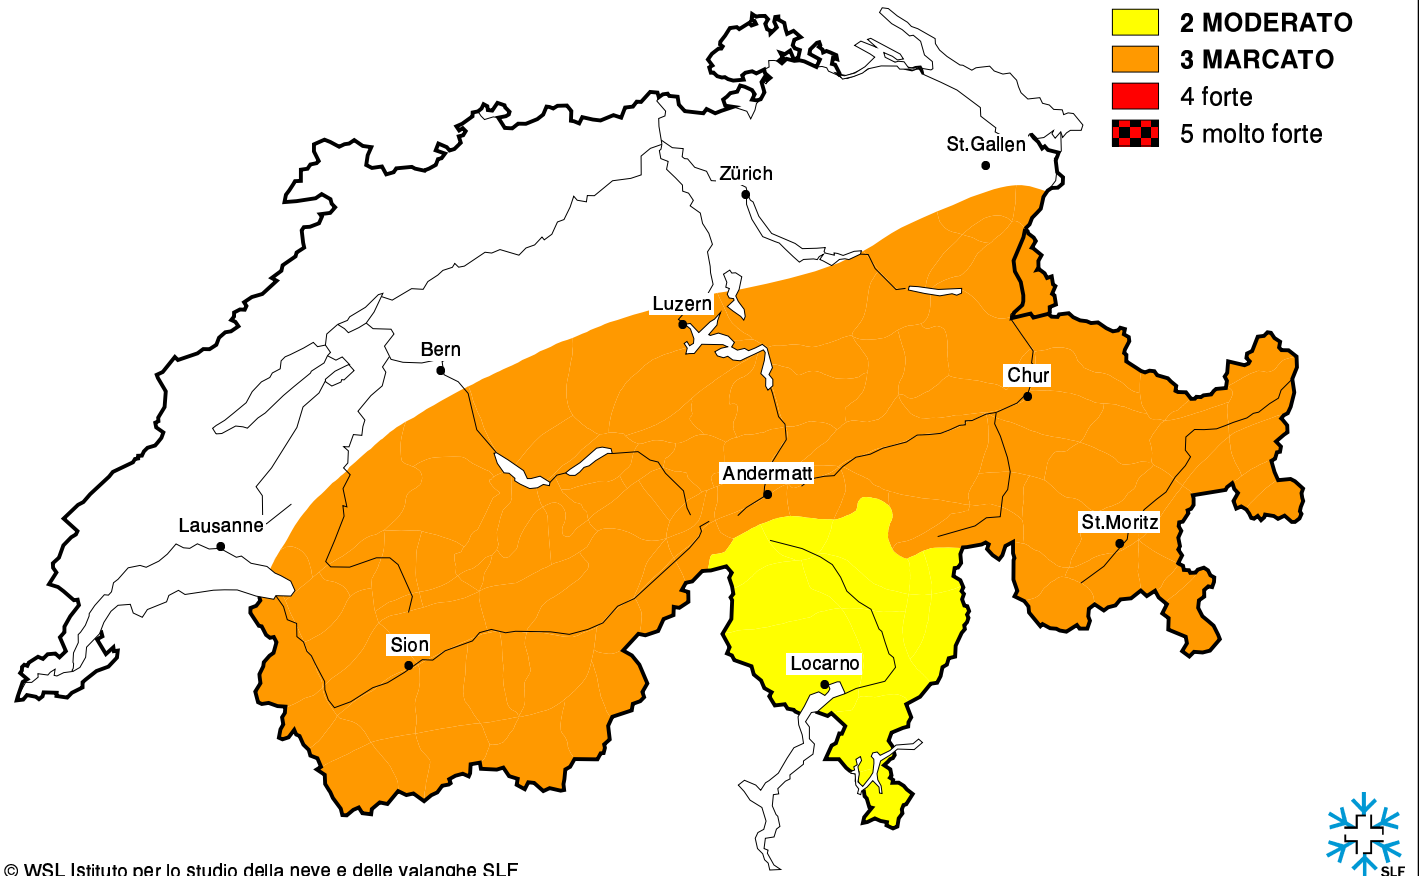 2 MODERATO
3 MARCATO
4 forte
5 molto forte
St.Gallen
Zürich
Luzern
Bern
Chur
Andermatt
Lausanne
St.Moritz
Sion
Locarno
© WSL Istituto per lo studio della neve e delle valanghe SLF
SLF